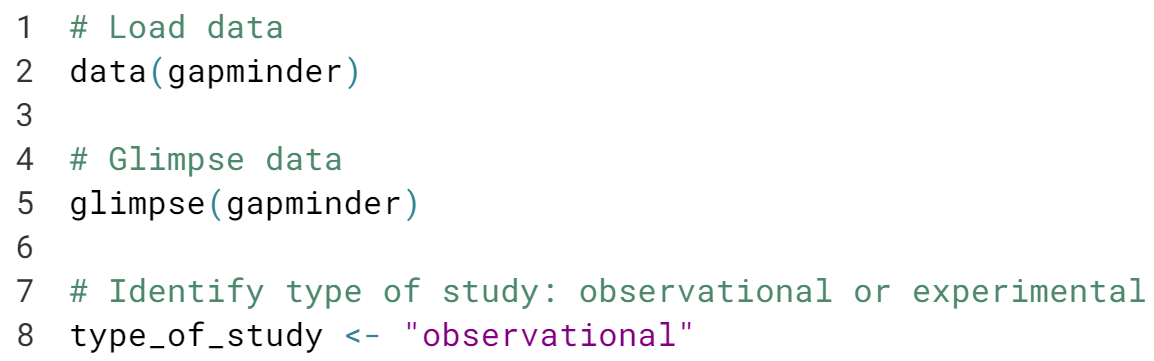 1 # Load data
2 data(gapminder)
3
4 # Glimpse data
5 glimpse(gapminder)
6
7 # Identify type of study: observational or experimental
8 type_of_study <- "observational"